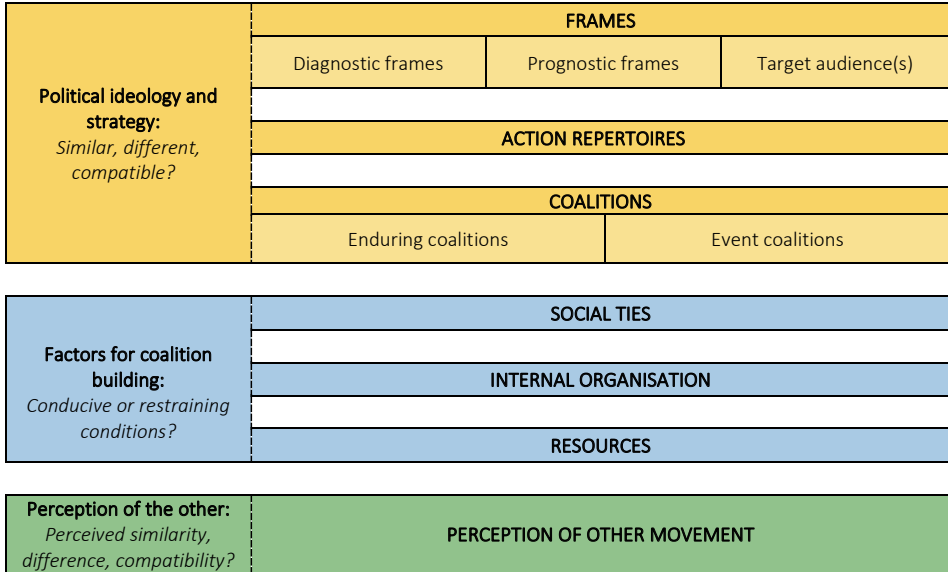 Political ideology and
strategy:
Similar, different,
compatible?
FRAMES
Diagnostic frames
Prognostic frames
Target audience(s)
ACTION REPERTOIRES
COALITIONS
Enduring coalitions
Event coalitions
Factors for coalition
building:
Conducive or restraining
conditions?
SOCIAL TIES
INTERNAL ORGANISATION
RESOURCES
Perception of the other:
Perceived similarity,
difference, compatibility?
PERCEPTION OF OTHER MOVEMENT